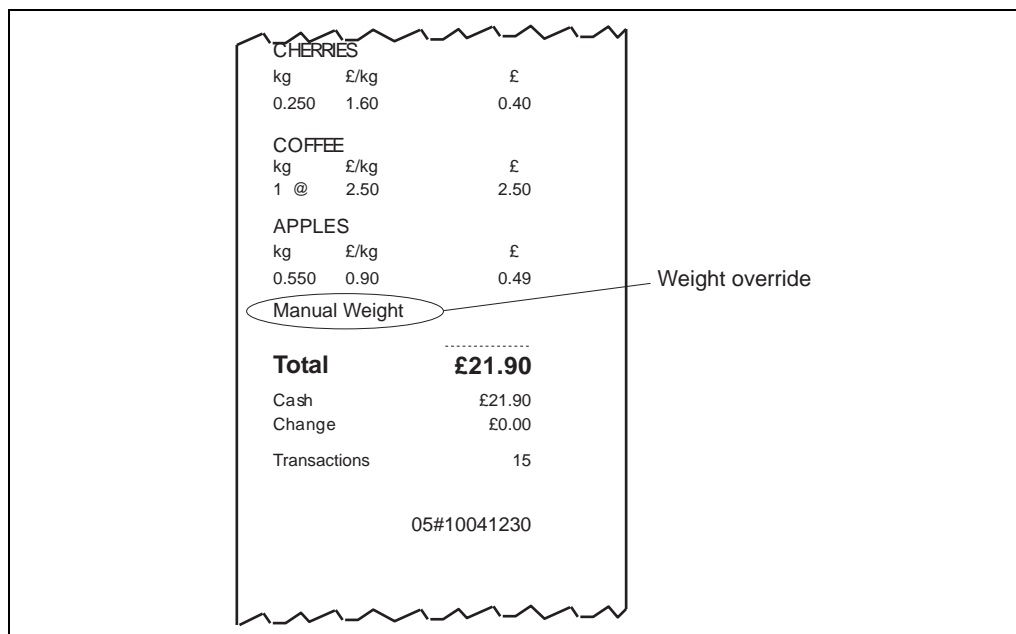 CHERRIES
kg £/kg £
0.250 1.60 0.40
COFFEE
kg £/kg £
1 @ 2.50 2.50
APPLES
kg £/kg £
0.550 0.90 0.49
Weight override
Manual Weight
Total £21.90
Cash £21.90
Change £0.00
Transactions 15
05#10041230